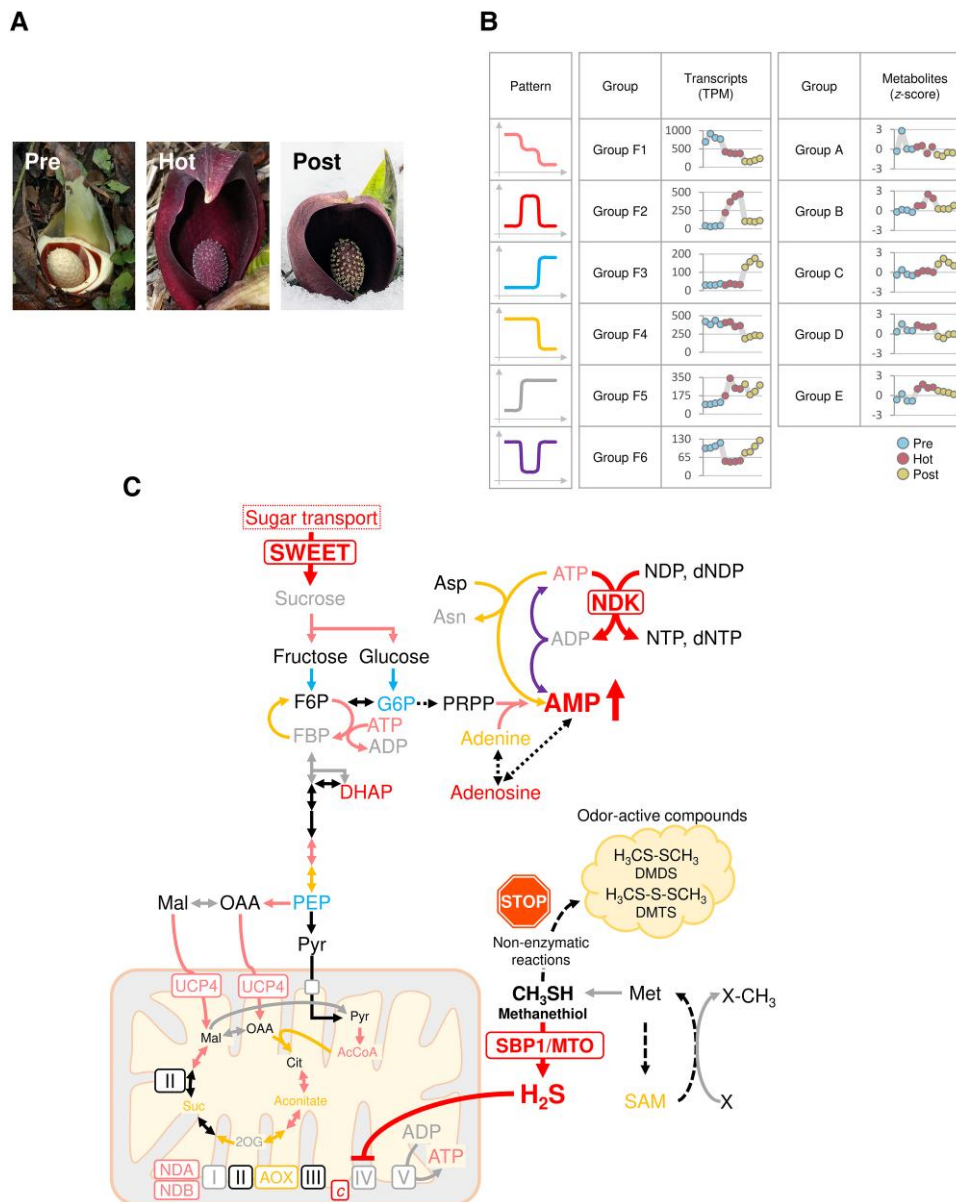 A
Pre
Hot
Post
B
Pattern
Group
Transcripts
(TPM)
Group
Metabolites
(z-score)
Group F1
1000
500
0
Group A
3
0
-3
Group F2
500
250
0
Group B
3
0
-3
Group F3
200
100
0
Group C
3
0
-3
Group F4
500
250
0
Group D
3
0
-3
Group F5
350
175
0
Group E
3
0
-3
Group F6
130
65
0
Pre
Hot
Post
C
Sugar transport
SWEET
Sucrose
Fructose
Glucose
F6P
G6P
PRPP
FBP
ATP
ADP
DHAP
Asp
Asn
ATP
ADP
AMP
NDP, dNDP
NDK
NTP, dNTP
Adenine
Adenosine
Mal
OAA
PEP
Pyr
UCP4
UCP4
Mal
OAA
Pyr
AcCoA
Cit
II
Suc
Aconitate
2OG
NDA
NDB
I
II
AOX
III
c
IV
V
ADP
ATP
Odor-active compounds
H₃CS-SCH₃
DMDS
H₃CS-S-SCH₃
DMTS
STOP
Non-enzymatic
reactions
CH₃SH
Methanethiol
Met
X-CH₃
SBP1/MTO
H₂S
SAM
X